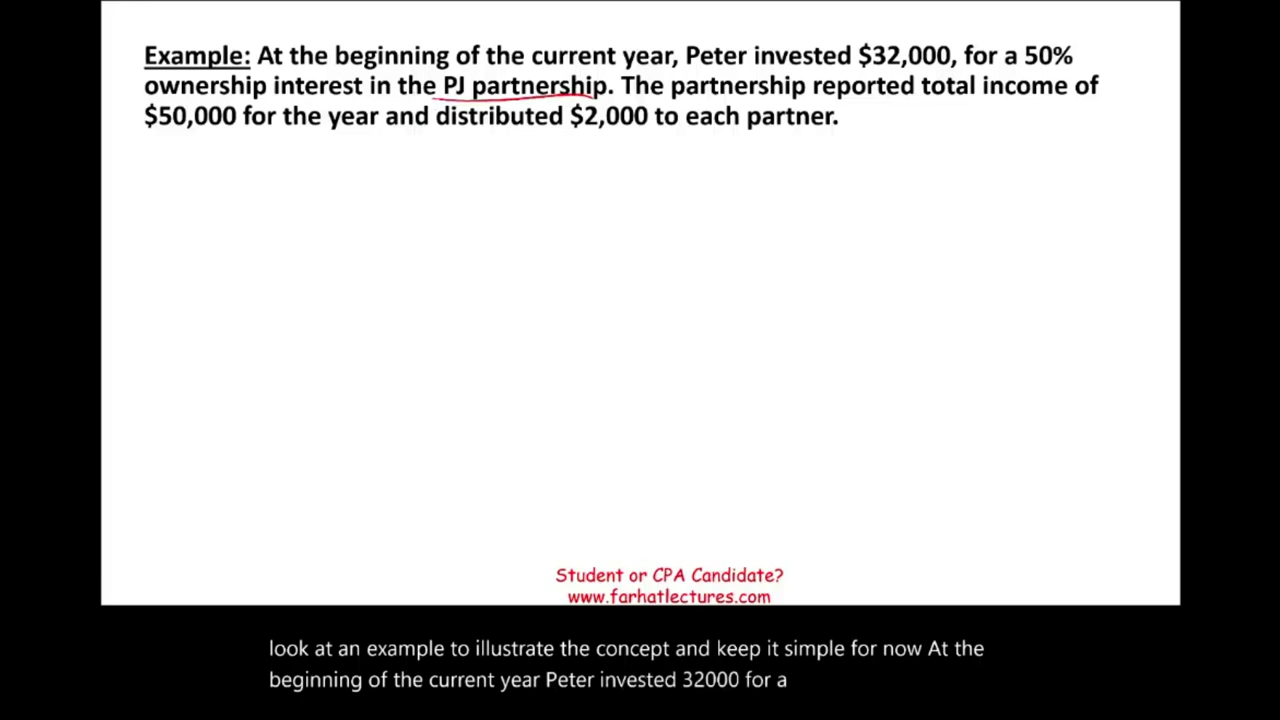 Example: At the beginning of the current year, Peter invested $32,000, for a 50%
ownership interest in the PJ partnership. The partnership reported total income of
$50,000 for the year and distributed $2,000 to each partner.
Student or CPA Candidate?
www.farhatlectures.com
look at an example to illustrate the concept and keep it simple for now At the
beginning of the current year Peter invested 32000 for a